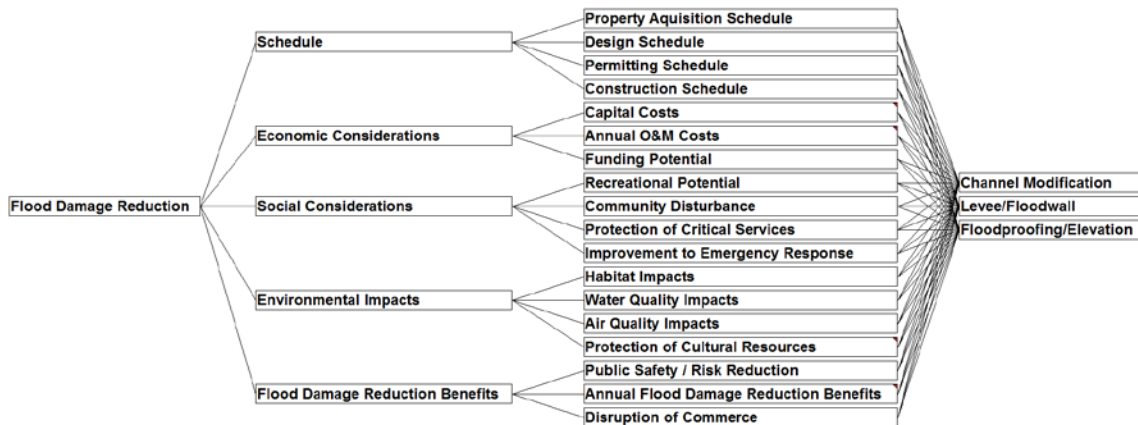 Property Aquisition Schedule
Schedule
Design Schedule
Permitting Schedule
Construction Schedule
Capital Costs
Economic Considerations
Annual O&M Costs
Funding Potential
Recreational Potential
Channel Modification
Flood Damage Reduction
Social Considerations
Community Disturbance
Levee/Floodwall
Protection of Critical Services
Floodproofing/Elevation
Improvement to Emergency Response
Habitat Impacts
Environmental Impacts
Water Quality Impacts
Air Quality Impacts
Protection of Cultural Resources
Public Safety / Risk Reduction
Flood Damage Reduction Benefits
Annual Flood Damage Reduction Benefits
Disruption of Commerce